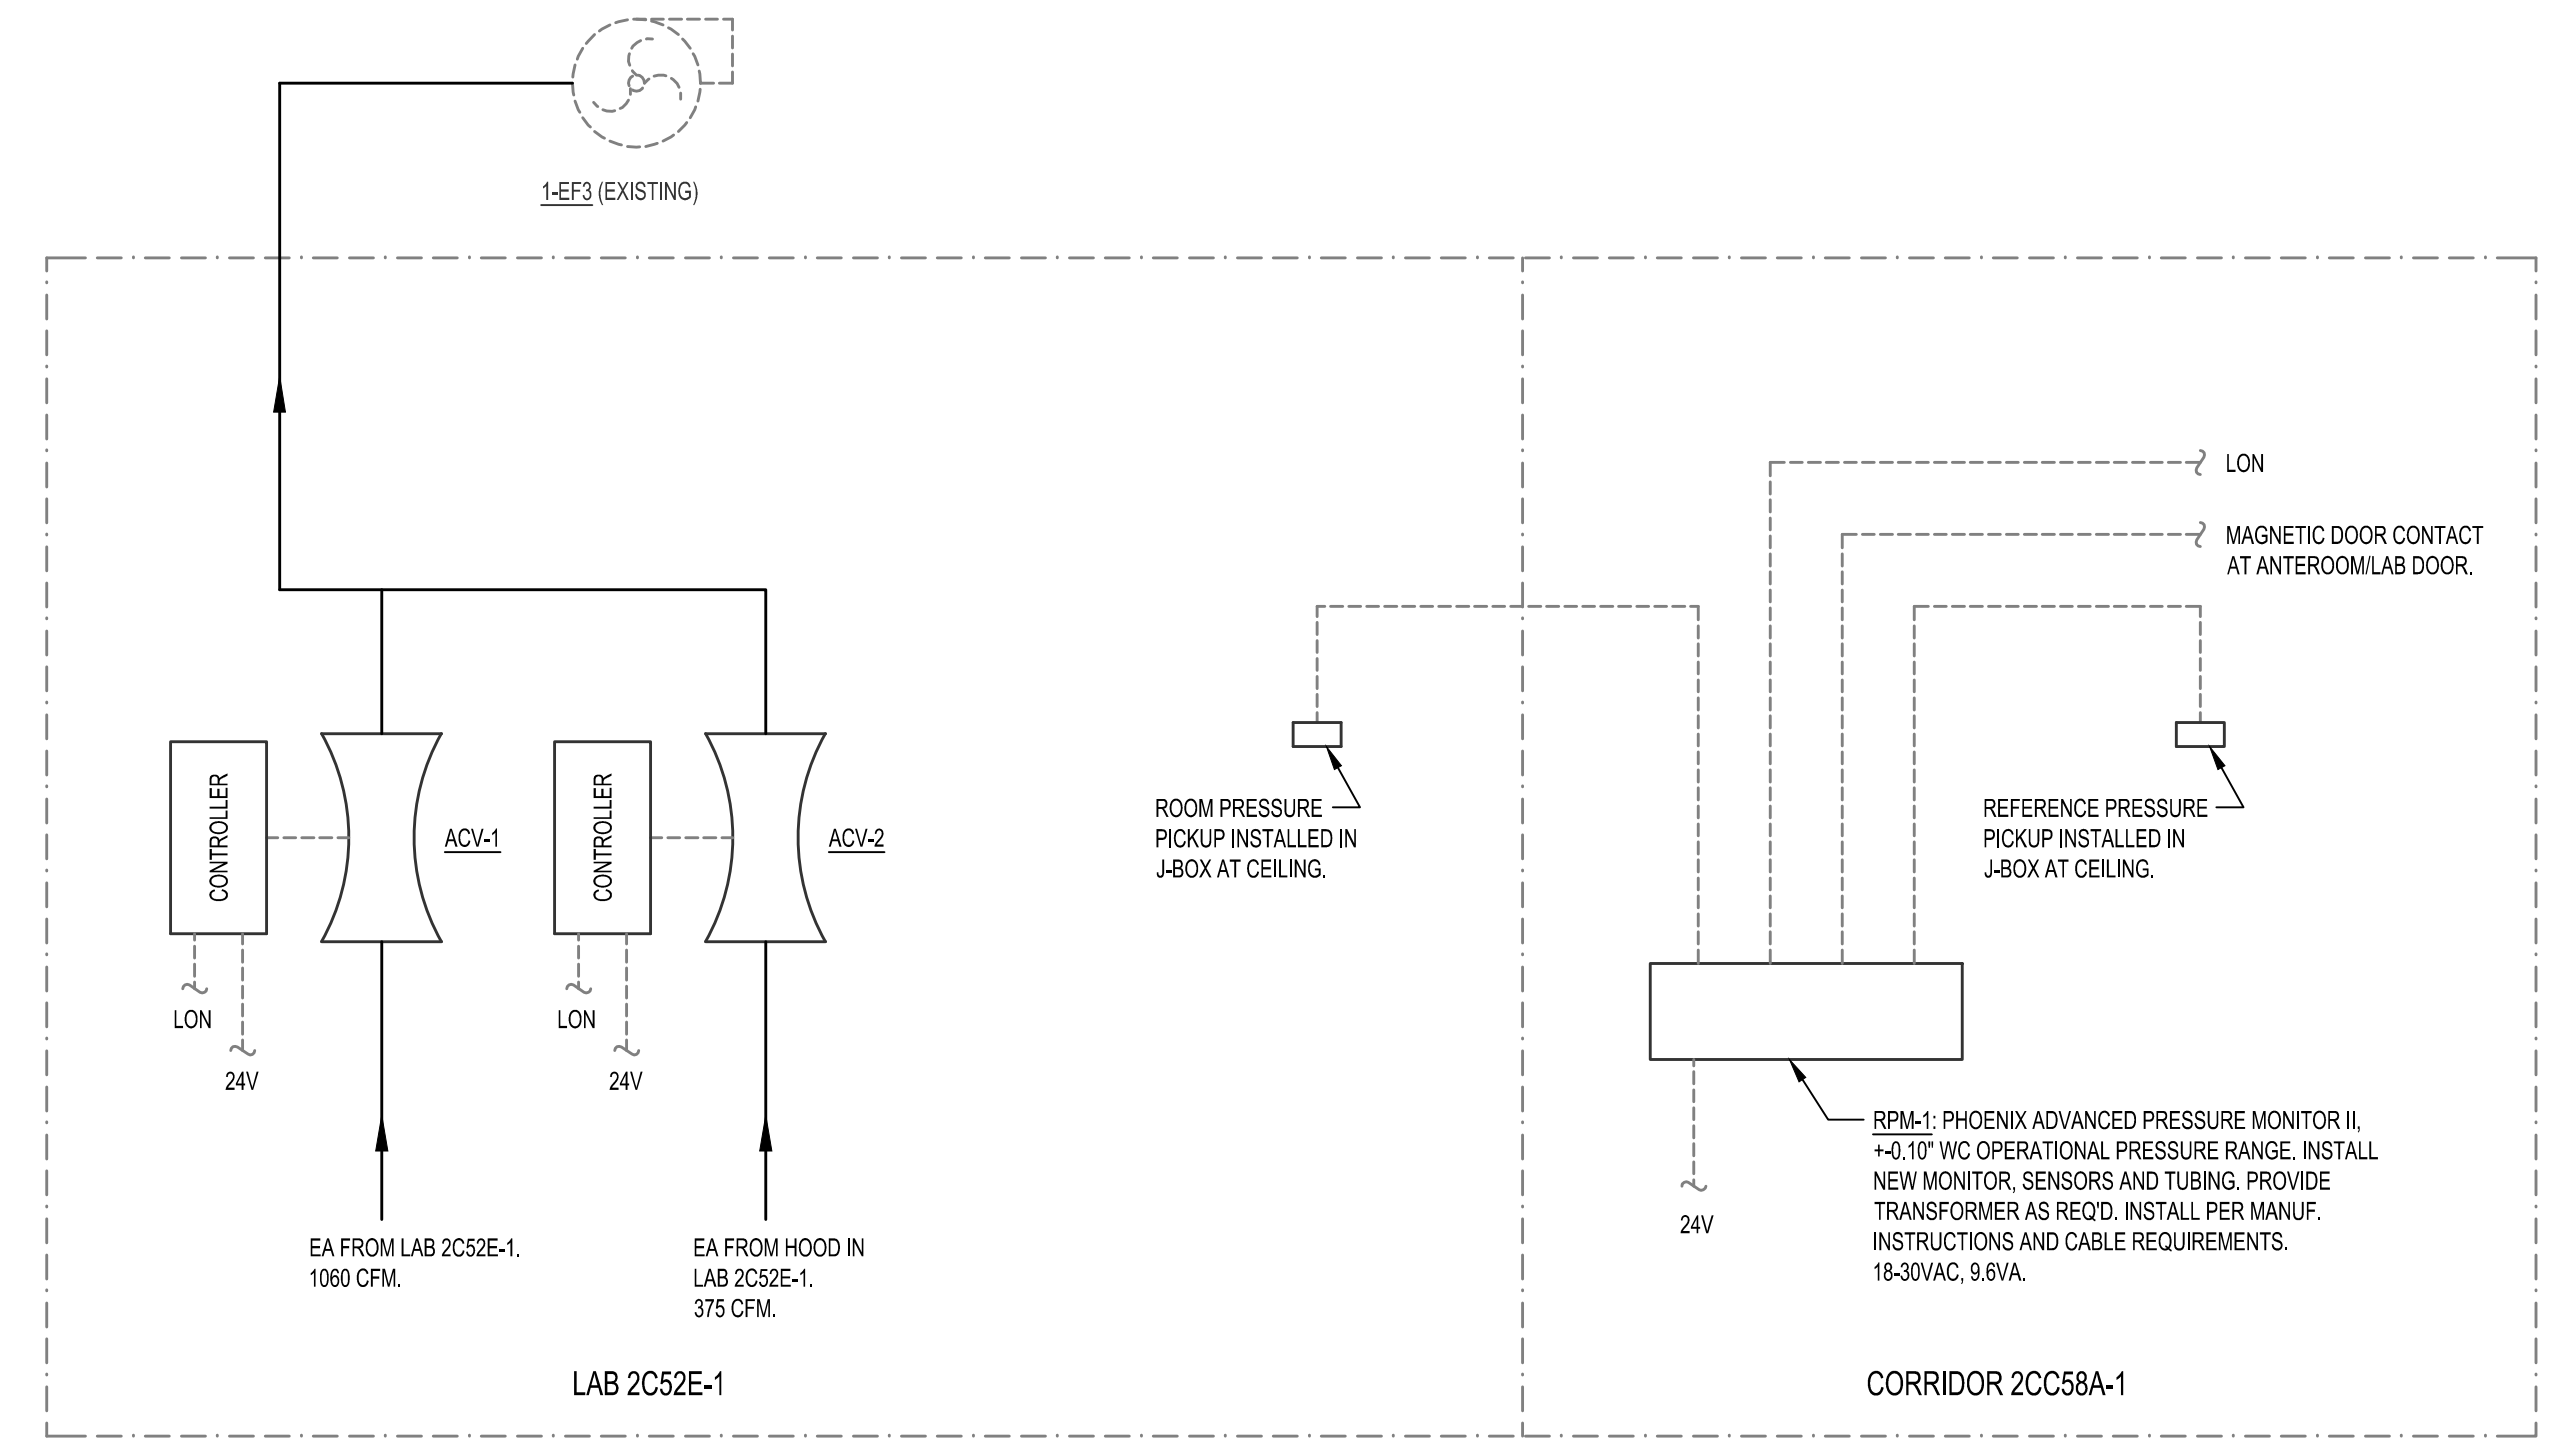 1-EF3 (EXISTING)
LON
MAGNETIC DOOR CONTACT
AT ANTEROOM/LAB DOOR.
CONTROLLER
ACV-1
CONTROLLER
ACV-2
ROOM PRESSURE
PICKUP INSTALLED IN
J-BOX AT CEILING.
REFERENCE PRESSURE
PICKUP INSTALLED IN
J-BOX AT CEILING.
LON
24V
LON
24V
EA FROM LAB 2C52E-1.
1060 CFM.
EA FROM HOOD IN
LAB 2C52E-1.
375 CFM.
24V
RPM-1: PHOENIX ADVANCED PRESSURE MONITOR II,
+-0.10" WC OPERATIONAL PRESSURE RANGE. INSTALL
NEW MONITOR, SENSORS AND TUBING. PROVIDE
TRANSFORMER AS REQ'D. INSTALL PER MANUF.
INSTRUCTIONS AND CABLE REQUIREMENTS.
18-30VAC, 9.6VA.
LAB 2C52E-1
CORRIDOR 2CC58A-1